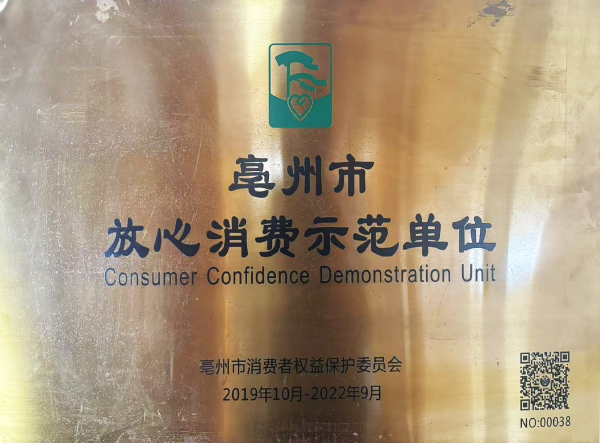 亳州市
放心消费示范单位
Consumer Confidence Demonstration Unit
亳州市消费者权益保护委员会
2019年10月-2022年9月
NO:00038